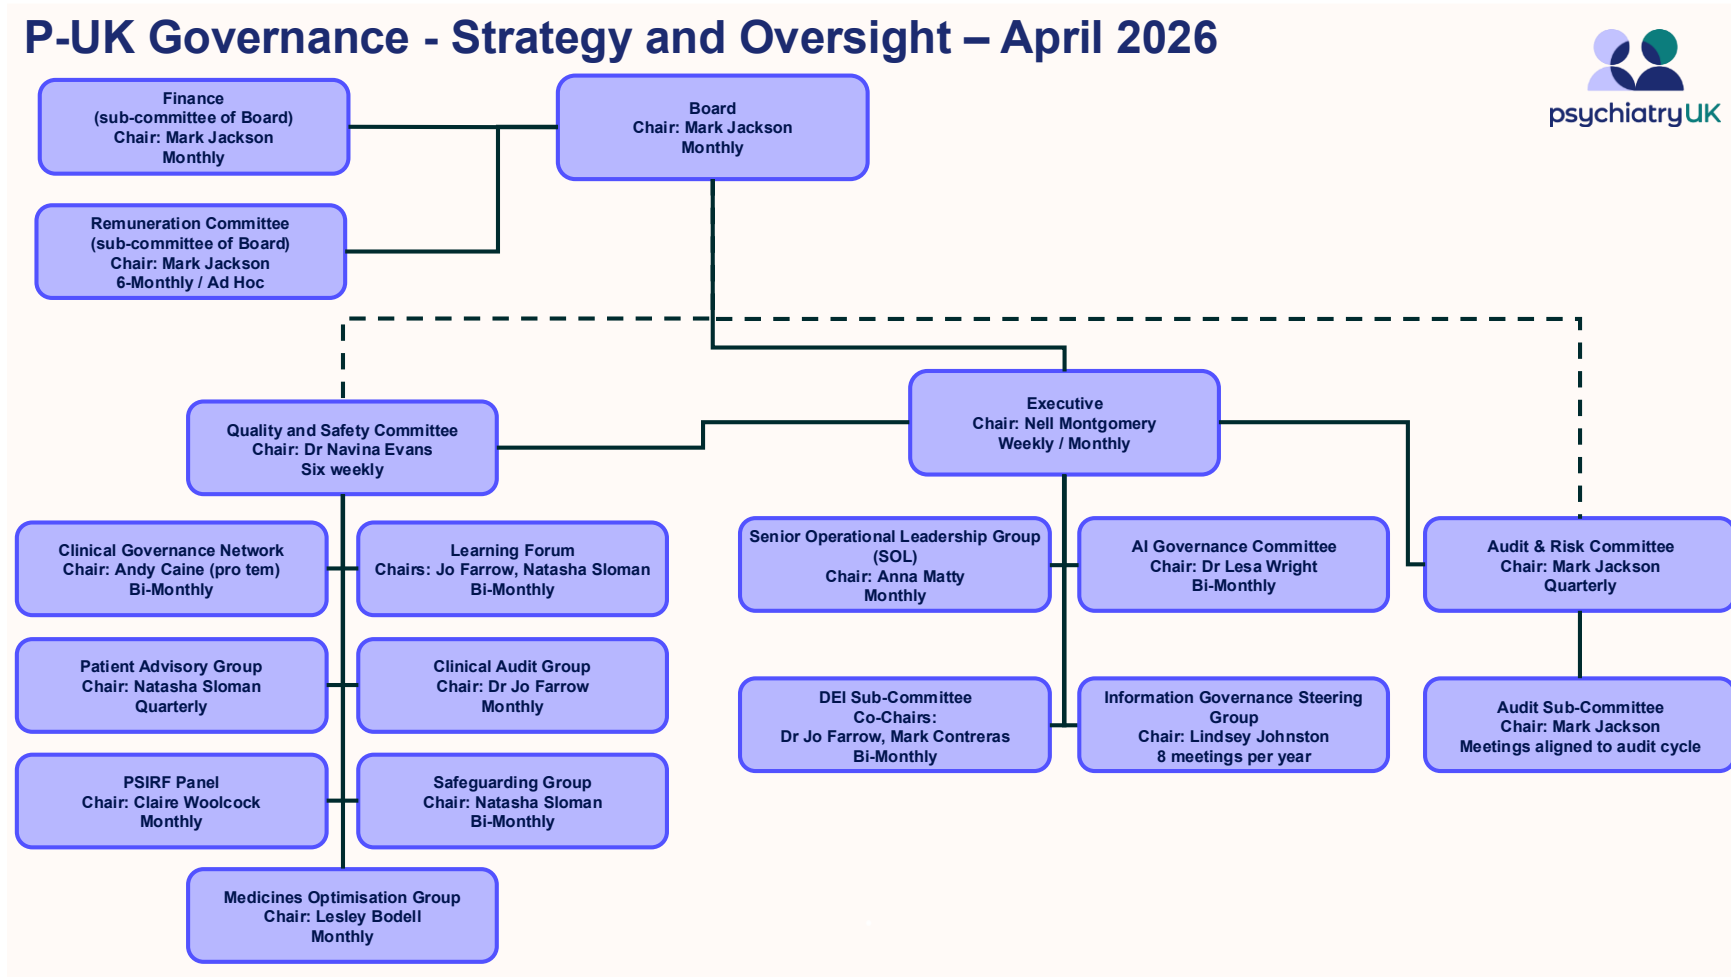 P-UK Governance - Strategy and Oversight – April 2026
psychiatryUK
Finance
(sub-committee of Board)
Chair: Mark Jackson
Monthly
Board
Chair: Mark Jackson
Monthly
Remuneration Committee
(sub-committee of Board)
Chair: Mark Jackson
6-Monthly / Ad Hoc
Executive
Chair: Nell Montgomery
Weekly / Monthly
Quality and Safety Committee
Chair: Dr Navina Evans
Six weekly
Clinical Governance Network
Chair: Andy Caine (pro tem)
Bi-Monthly
Learning Forum
Chairs: Jo Farrow, Natasha Sloman
Bi-Monthly
Senior Operational Leadership Group
(SOL)
Chair: Anna Matty
Monthly
AI Governance Committee
Chair: Dr Lesa Wright
Bi-Monthly
Audit & Risk Committee
Chair: Mark Jackson
Quarterly
Patient Advisory Group
Chair: Natasha Sloman
Quarterly
Clinical Audit Group
Chair: Dr Jo Farrow
Monthly
DEI Sub-Committee
Co-Chairs:
Dr Jo Farrow, Mark Contreras
Bi-Monthly
Information Governance Steering
Group
Chair: Lindsey Johnston
8 meetings per year
Audit Sub-Committee
Chair: Mark Jackson
Meetings aligned to audit cycle
PSIRF Panel
Chair: Claire Woolcock
Monthly
Safeguarding Group
Chair: Natasha Sloman
Bi-Monthly
Medicines Optimisation Group
Chair: Lesley Bodell
Monthly